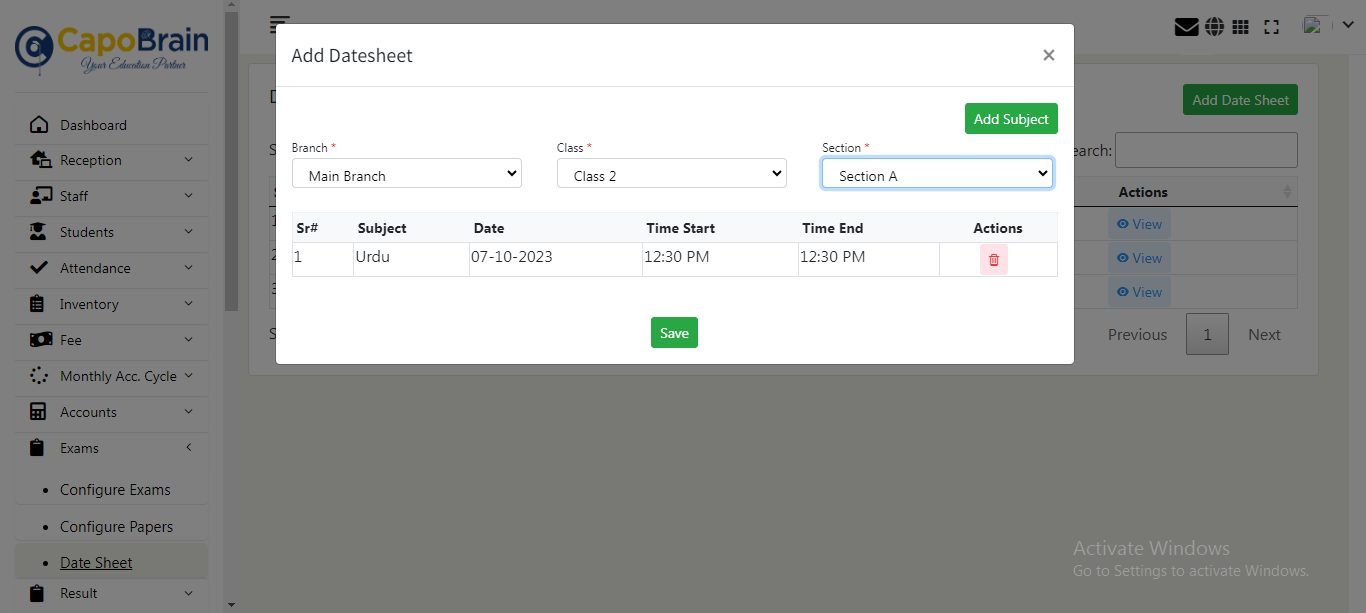 CapoBrain
Your Education Partner
Dashboard
Reception
Staff
Students
Attendance
Inventory
Fee
Monthly Acc. Cycle
Accounts
Exams
Configure Exams
Configure Papers
Date Sheet
Result
Add Date Sheet
earch:
Actions
View
View
View
Previous 1 Next
Add Datesheet ×
Add Subject
Branch * Class * Section *
Main Branch Class 2 Section A
Sr# Subject Date Time Start Time End Actions
1 Urdu 07-10-2023 12:30 PM 12:30 PM
Save
Activate Windows
Go to Settings to activate Windows.